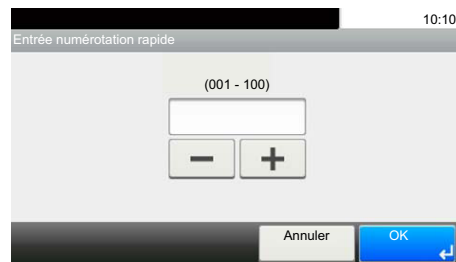 10:10
Entrée numérotation rapide
(001 - 100)
Annuler
OK